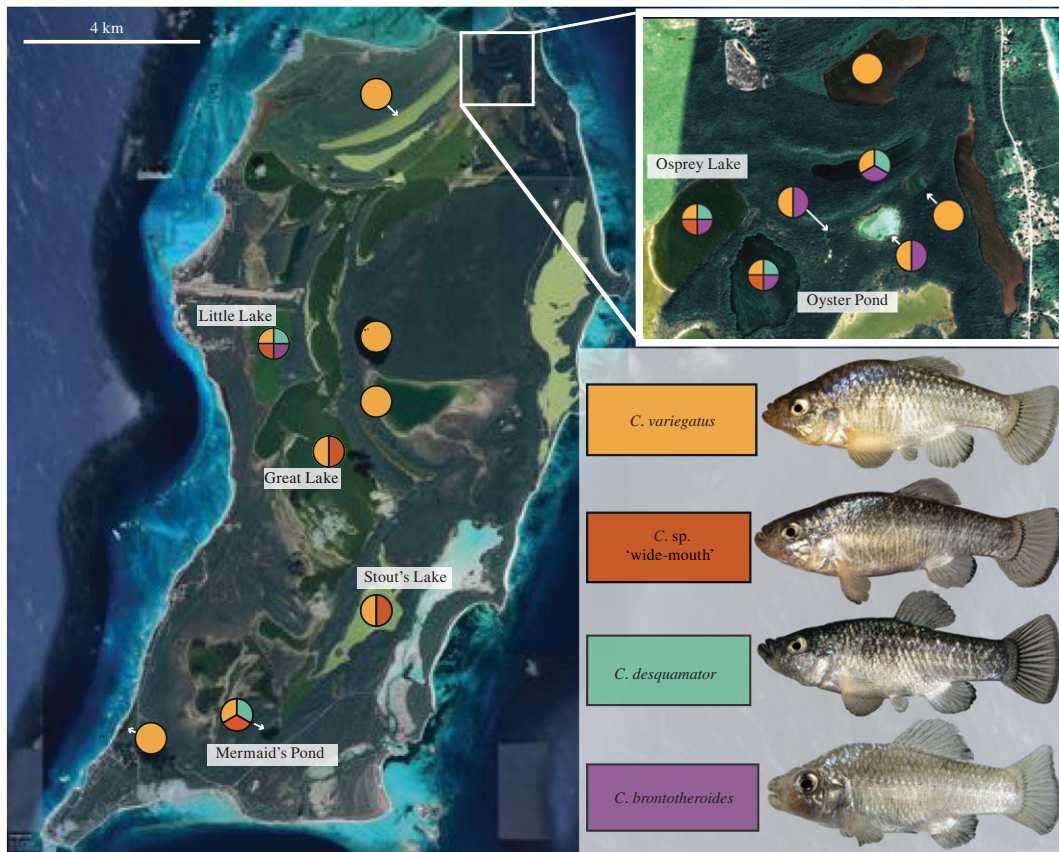 4 km
Osprey Lake
Oyster Pond
Little Lake
Great Lake
Stout's Lake
Mermaid's Pond
C. variegatus
C. sp.
‘wide-mouth’
C. desquamator
C. brontotheroides